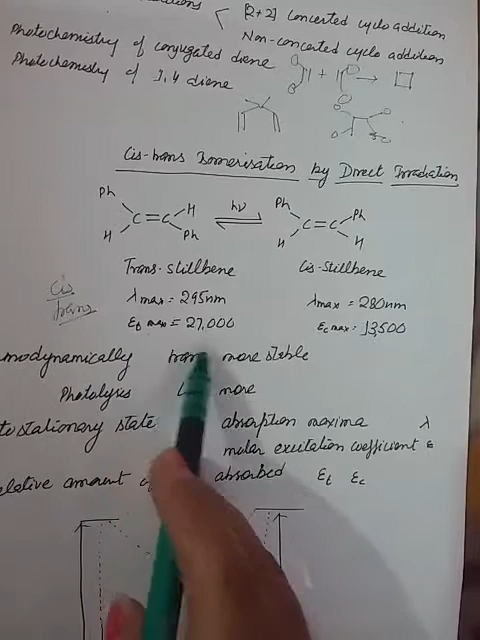 [2+2] Concerted cyclo addition
Non-concerted cyclo addition
Photochemistry of conjugated diene
Photochemistry of 1,4 diene
Cis-trans Isomerisation by Direct Irradiation
Ph H hν Ph Ph
C=C C=C
H Ph H H
Trans-stillbene Cis-Stillbene
Cis
trans
λmax = 295nm λmax = 280nm
εt max = 27,000 εc max = 13,500
modynamically trans more stable
Photolysis more
stationary state absorption maxima λ
molar excitation coefficient ε
relative amount absorbed εt εc